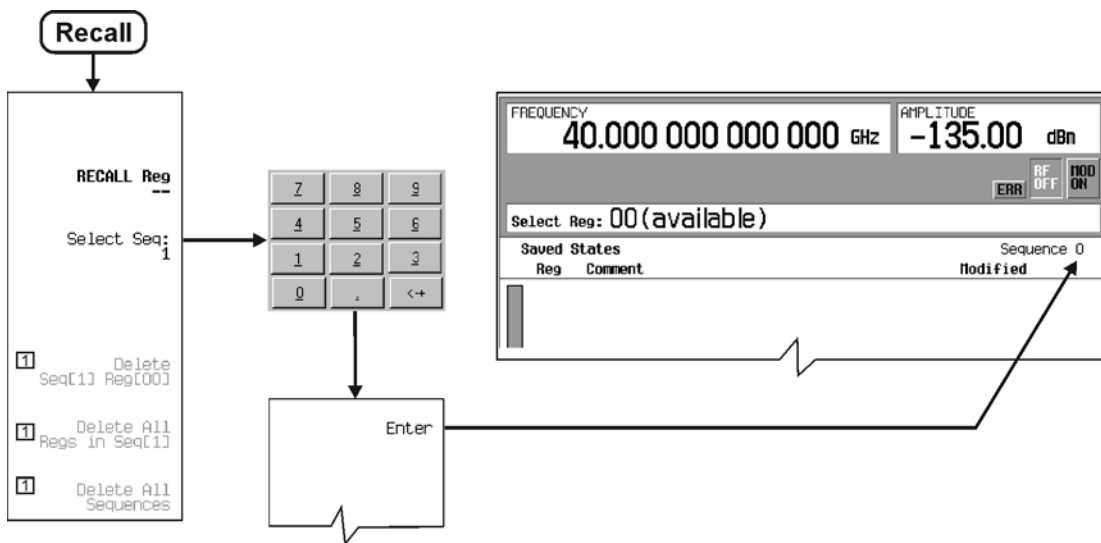 Recall
RECALL Reg
--
Select Seq:
1
1 Delete
Seq[1] Reg[00]
1 Delete All
Regs in Seq[1]
1 Delete All
Sequences
7 8 9
4 5 6
1 2 3
0 . <-+
Enter
FREQUENCY
40.000 000 000 000 GHz
AMPLITUDE
-135.00 dBm
ERR
RF
OFF
MOD
ON
Select Reg: 00(available)
Saved States Sequence 0
Reg Comment Modified